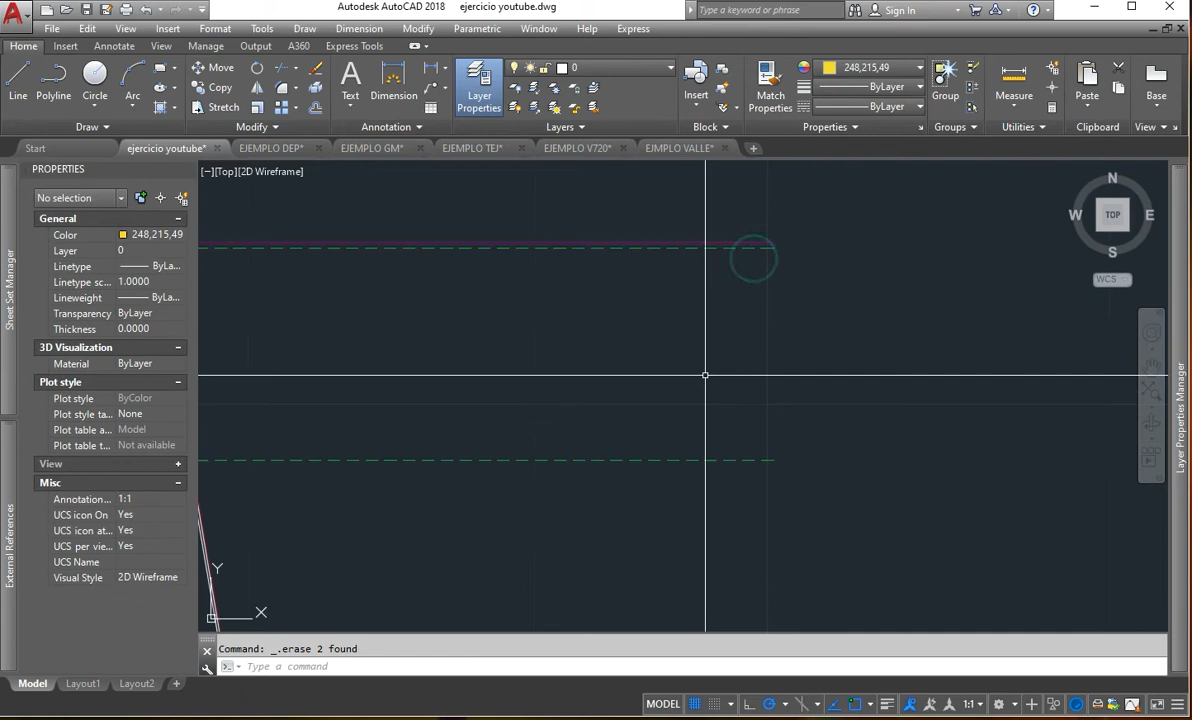 Autodesk AutoCAD 2018 ejercicio youtube.dwg
Type a keyword or phrase
Sign In
File Edit View Insert Format Tools Draw Dimension Modify Parametric Window Help Express
Home Insert Annotate View Manage Output A360 Express Tools
Line Polyline Circle Arc
Move
Copy
Stretch
Text Dimension
Layer Properties
0
Insert
Match Properties
248,215,49
ByLayer
ByLayer
Group Measure Paste Base
Draw Modify Annotation Layers Block Properties Groups Utilities Clipboard View
Start ejercicio youtube* EJEMPLO DEP* EJEMPLO GM* EJEMPLO TEJ* EJEMPLO V720* EJEMPLO VALLE*
PROPERTIES
No selection
General
Color 248,215,49
Layer 0
Linetype ByLa...
Linetype sc... 1.0000
Lineweight ByLa...
Transparency ByLayer
Thickness 0.0000
3D Visualization
Material ByLayer
Plot style
Plot style ByColor
Plot style ta... None
Plot table a... Model
Plot table t... Not available
View
Misc
Annotation... 1:1
UCS icon On Yes
UCS icon at... Yes
UCS per vie... Yes
UCS Name
Visual Style 2D Wireframe
Sheet Set Manager
External References
[−][Top][2D Wireframe]
N
W TOP E
S
WCS
Layer Properties Manager
Y
X
Command: _.erase 2 found
Type a command
Model Layout1 Layout2 +
MODEL 1:1